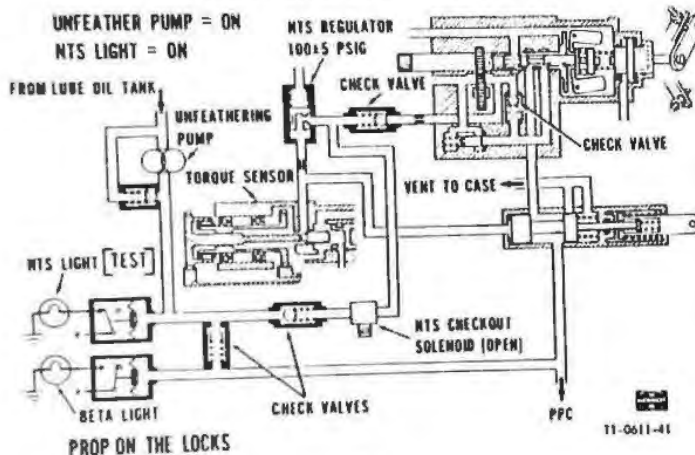 UNFEATHER PUMP = ON
NTS LIGHT = ON
NTS REGULATOR
100±5 PSIG
FROM LUBE OIL TANK
CHECK VALVE
UNFEATHERING
PUMP
CHECK VALVE
TORQUE SENSOR
VENT TO CASE
NTS LIGHT [TEST]
NTS CHECKOUT
SOLENOID (OPEN)
BETA LIGHT
CHECK VALVES
PPC
T1-0611-41
PROP ON THE LOCKS